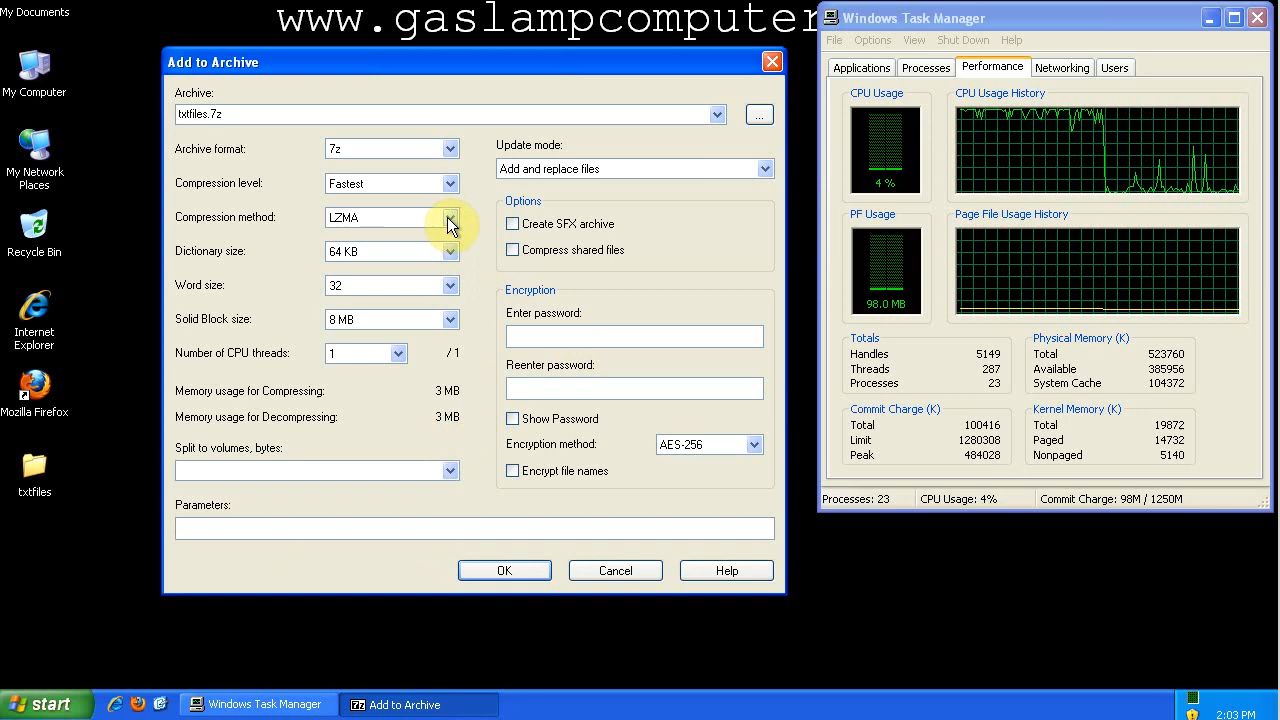 www.gaslampcomputer
My Documents
My Computer
My Network
Places
Recycle Bin
Internet
Explorer
Mozilla Firefox
txtfiles
Add to Archive
Archive:
txtfiles.7z
...
Archive format:
7z
Compression level:
Fastest
Compression method:
LZMA
Dictionary size:
64 KB
Word size:
32
Solid Block size:
8 MB
Number of CPU threads:
1
/ 1
Memory usage for Compressing:
3 MB
Memory usage for Decompressing:
3 MB
Split to volumes, bytes:
Parameters:
Update mode:
Add and replace files
Options
Create SFX archive
Compress shared files
Encryption
Enter password:
Reenter password:
Show Password
Encryption method:
AES-256
Encrypt file names
OK
Cancel
Help
Windows Task Manager
File Options View Shut Down Help
Applications Processes Performance Networking Users
CPU Usage
4 %
CPU Usage History
PF Usage
98.0 MB
Page File Usage History
Totals
Handles 5149
Threads 287
Processes 23
Physical Memory (K)
Total 523760
Available 385956
System Cache 104372
Commit Charge (K)
Total 100416
Limit 1280308
Peak 484028
Kernel Memory (K)
Total 19872
Paged 14732
Nonpaged 5140
Processes: 23 CPU Usage: 4% Commit Charge: 98M / 1250M
start
Windows Task Manager
7z Add to Archive
2:03 PM